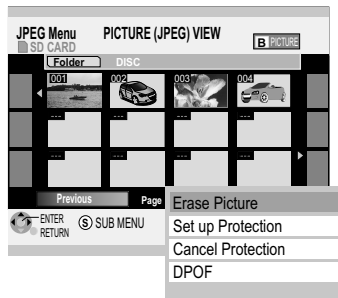 JPEG Menu PICTURE (JPEG) VIEW
SD CARD B PICTURE
Folder DISC
001 002 003 004
--- --- --- ---
--- --- --- ---
Previous Page
ENTER
RETURN
S SUB MENU
Erase Picture
Set up Protection
Cancel Protection
DPOF